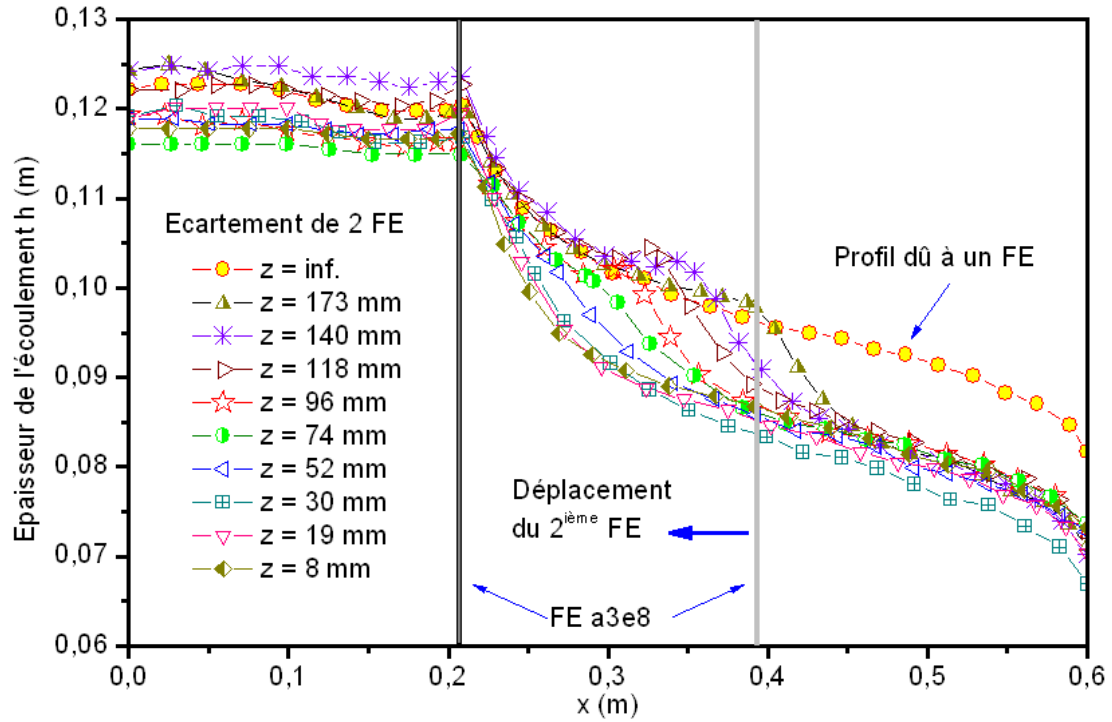 0,13
0,12
0,11
0,10
0,09
0,08
0,07
0,06
Epaisseur de l'écoulement h (m)
Ecartement de 2 FE
z = inf.
z = 173 mm
z = 140 mm
z = 118 mm
z = 96 mm
z = 74 mm
z = 52 mm
z = 30 mm
z = 19 mm
z = 8 mm
Profil dû à un FE
Déplacement
du 2ième FE
FE a3e8
0,0
0,1
0,2
0,3
0,4
0,5
0,6
x (m)